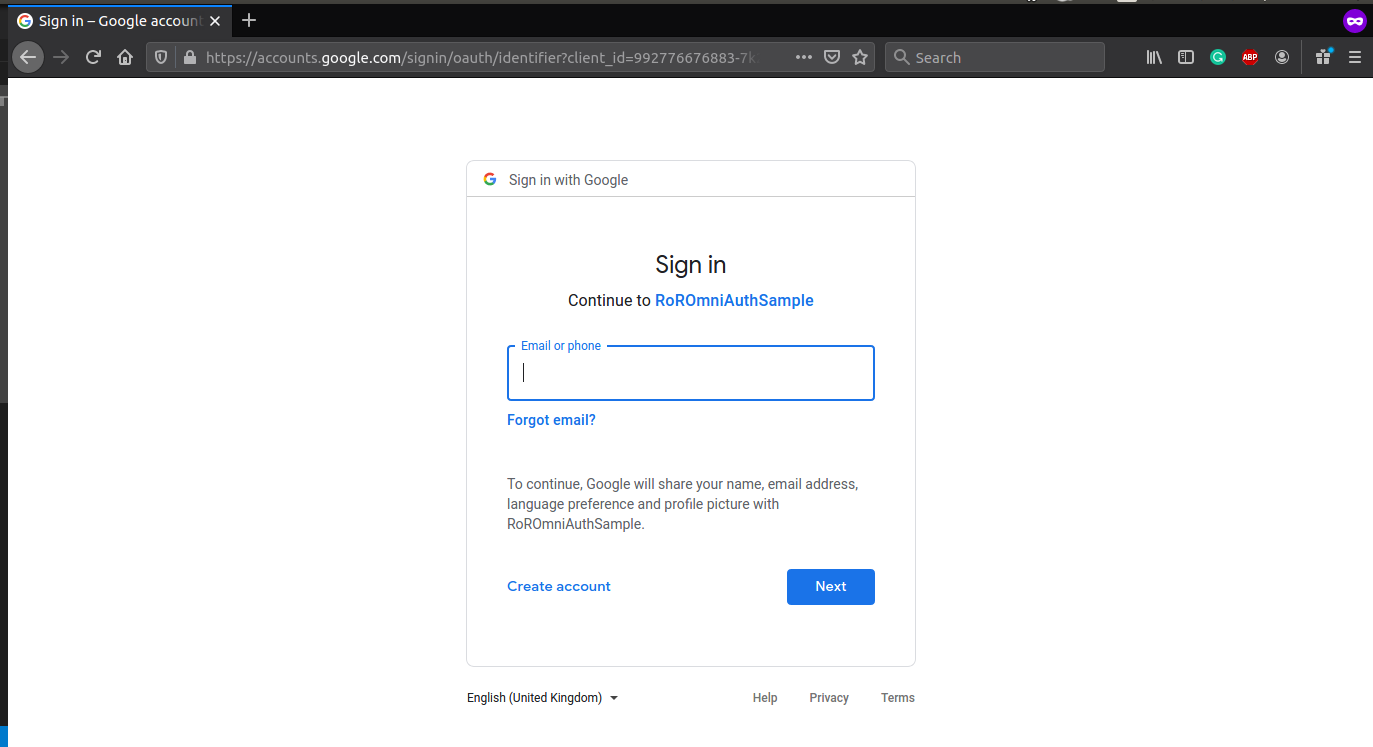 Sign in – Google account
https://accounts.google.com/signin/oauth/identifier?client_id=992776676883-7k
Search
ABP
Sign in with Google
Sign in
Continue to RoROmniAuthSample
Email or phone
Forgot email?
To continue, Google will share your name, email address,
language preference and profile picture with
RoROmniAuthSample.
Create account
Next
English (United Kingdom)
Help
Privacy
Terms